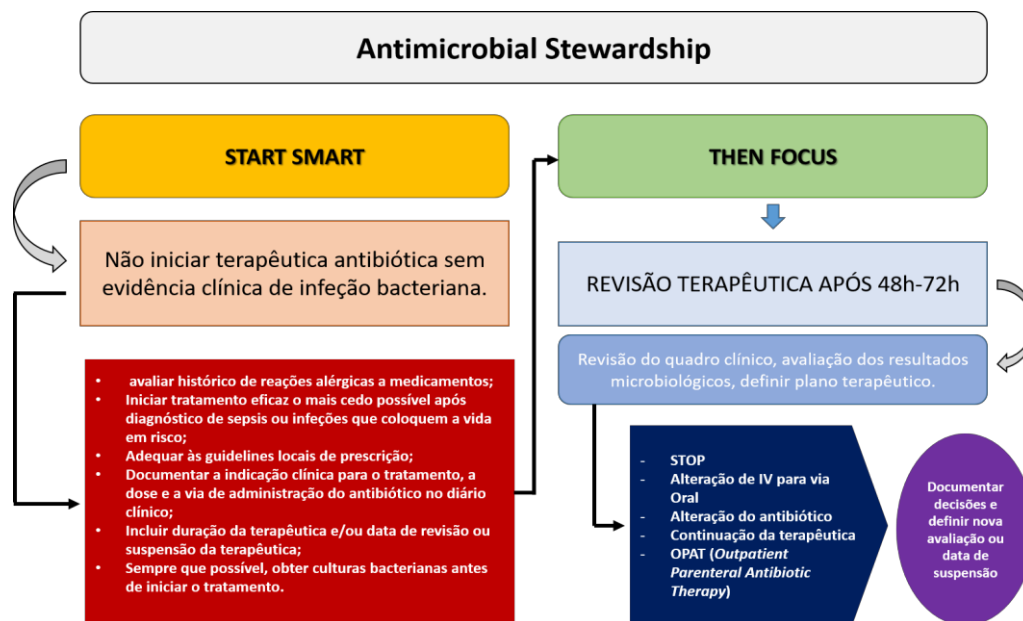 Antimicrobial Stewardship
START SMART
Não iniciar terapêutica antibiótica sem
evidência clínica de infeção bacteriana.
• avaliar histórico de reações alérgicas a medicamentos;
• Iniciar tratamento eficaz o mais cedo possível após
diagnóstico de sepsis ou infeções que coloquem a vida
em risco;
• Adequar às guidelines locais de prescrição;
• Documentar a indicação clínica para o tratamento, a
dose e a via de administração do antibiótico no diário
clínico;
• Incluir duração da terapêutica e/ou data de revisão ou
suspensão da terapêutica;
• Sempre que possível, obter culturas bacterianas antes
de iniciar o tratamento.
THEN FOCUS
REVISÃO TERAPÊUTICA APÓS 48h-72h
Revisão do quadro clínico, avaliação dos resultados
microbiológicos, definir plano terapêutico.
- STOP
- Alteração de IV para via
Oral
- Alteração do antibiótico
- Continuação da terapêutica
- OPAT (Outpatient
Parenteral Antibiotic
Therapy)
Documentar
decisões e
definir nova
avaliação ou
data de
suspensão